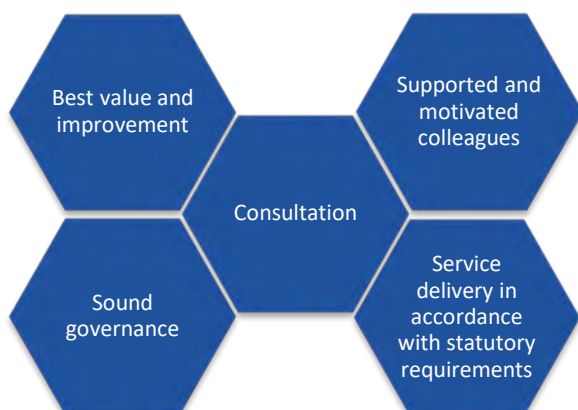 Best value and
improvement
Supported and
motivated
colleagues
Consultation
Sound
governance
Service
delivery in
accordance
with statutory
requirements